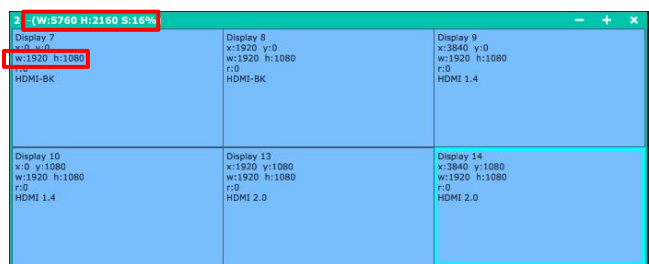 2 -(W:5760 H:2160 S:16%)
Display 7
x:0 y:0
w:1920 h:1080
r:0
HDMI-BK
Display 8
x:1920 y:0
w:1920 h:1080
r:0
HDMI-BK
Display 9
x:3840 y:0
w:1920 h:1080
r:0
HDMI 1.4
Display 10
x:0 y:1080
w:1920 h:1080
r:0
HDMI 1.4
Display 13
x:1920 y:1080
w:1920 h:1080
r:0
HDMI 2.0
Display 14
x:3840 y:1080
w:1920 h:1080
r:0
HDMI 2.0